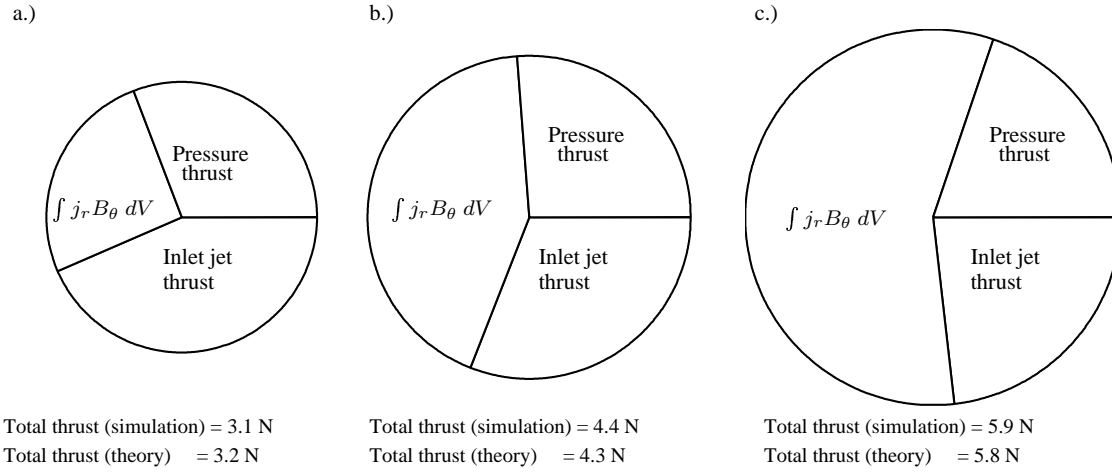 a.)
Pressure
thrust
∫ j_r B_θ dV
Inlet jet
thrust
Total thrust (simulation) = 3.1 N
Total thrust (theory) = 3.2 N
b.)
Pressure
thrust
∫ j_r B_θ dV
Inlet jet
thrust
Total thrust (simulation) = 4.4 N
Total thrust (theory) = 4.3 N
c.)
Pressure
thrust
∫ j_r B_θ dV
Inlet jet
thrust
Total thrust (simulation) = 5.9 N
Total thrust (theory) = 5.8 N